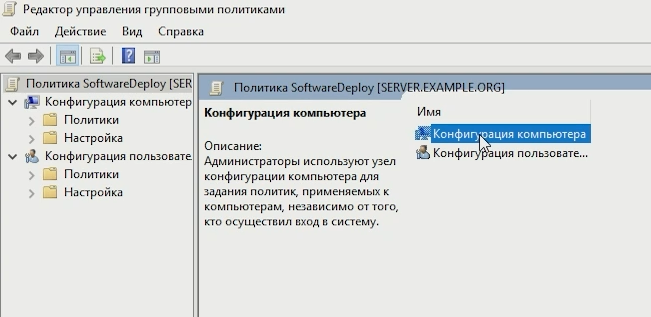 Редактор управления групповыми политиками
Файл Действие Вид Справка
Политика SoftwareDeploy [SER
Конфигурация компьютер
Политики
Настройка
Конфигурация пользовате.
Политики
Настройка
Политика SoftwareDeploy [SERVER.EXAMPLE.ORG]
Конфигурация компьютера
Описание:
Администраторы используют узел
конфигурации компьютера для
задания политик, применяемых к
компьютерам, независимо от того,
кто осуществил вход в систему.
Имя
Конфигурация компьютера
Конфигурация пользовате...